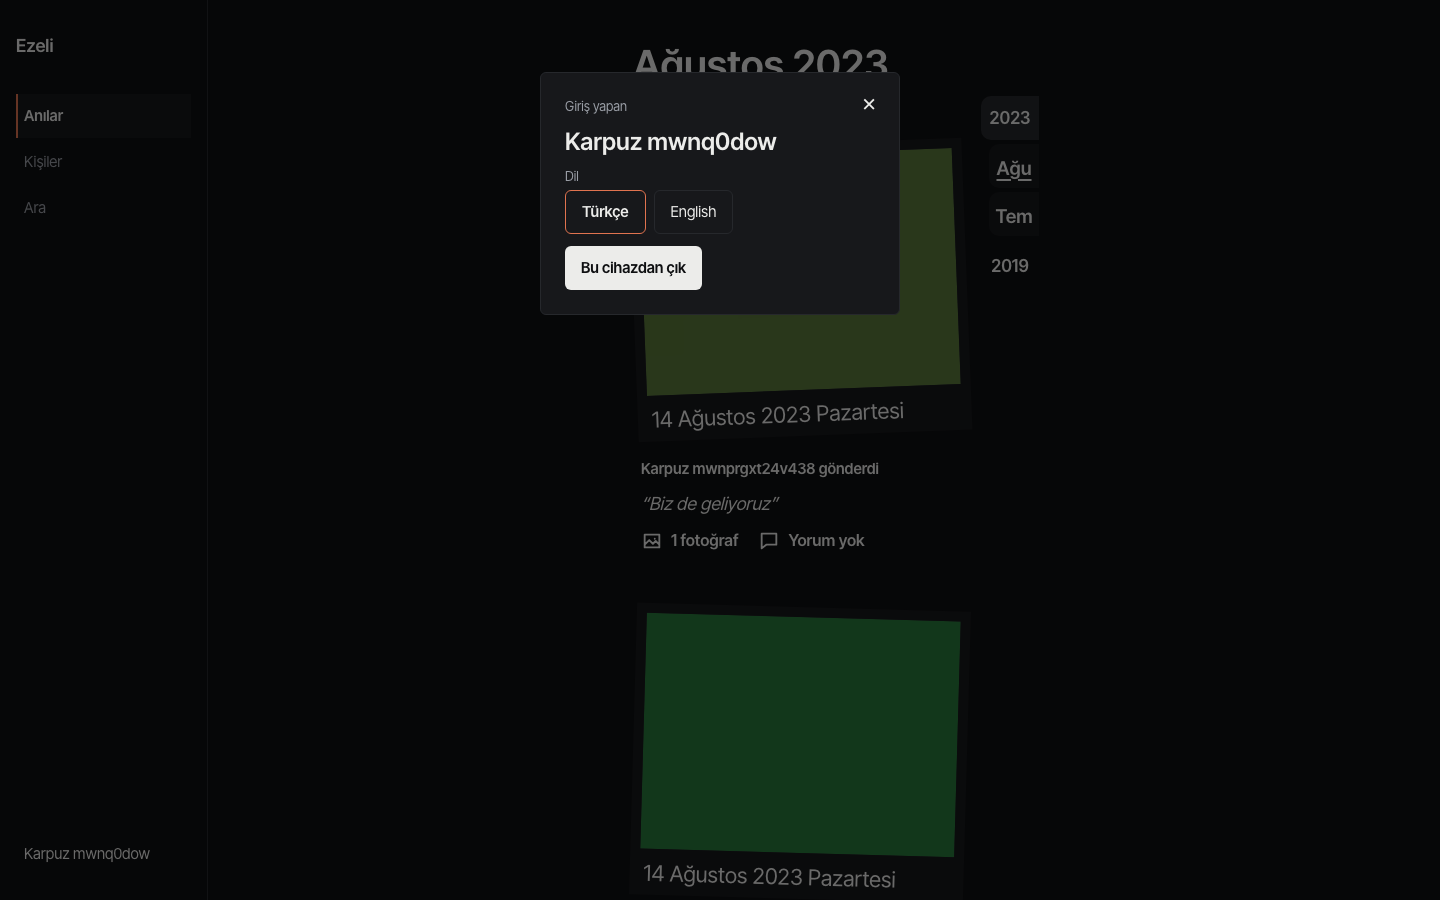 Ezeli
Anılar
Kişiler
Ara
Karpuz mwnq0dow
Ağustos 2023
Giriş yapan
Karpuz mwnq0dow
Dil
Türkçe
English
Bu cihazdan çık
14 Ağustos 2023 Pazartesi
Karpuz mwnprgxt24v438 gönderdi
“Biz de geliyoruz”
1 fotoğraf
Yorum yok
14 Ağustos 2023 Pazartesi
2023
Ağu
Tem
2019